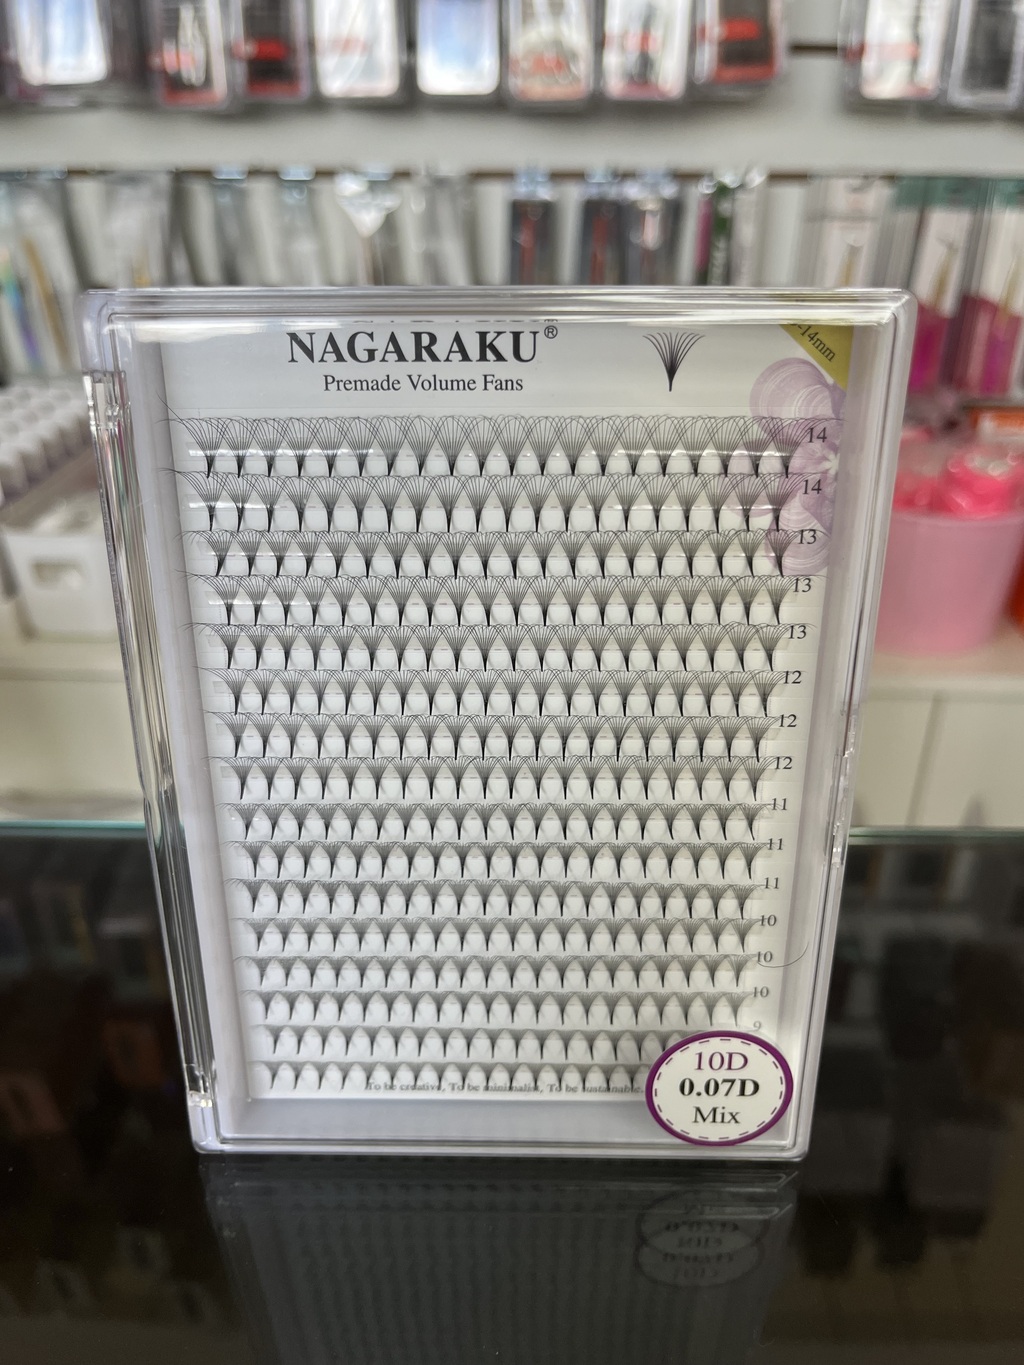 NAGARAKU®
Premade Volume Fans
-14mm
14
14
13
13
13
12
12
12
11
11
11
10
10
10
9
To be creative, To be minimalist, To be sustainable.
10D
0.07D
Mix